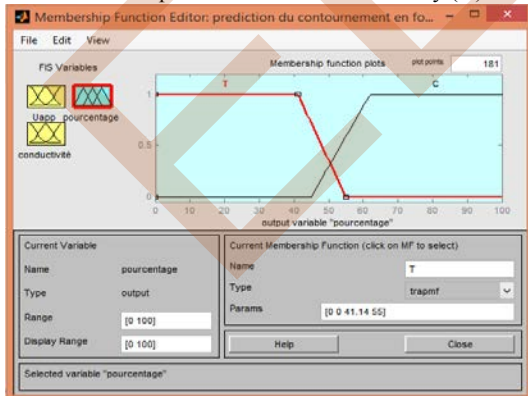 Membership Function Editor: prediction du contournement en fo...
File Edit View
FIS Variables
Membership function plots
plot points
181
Uapp pourcentage
conductivité
T
C
1
0.5
0
0 10 20 30 40 50 60 70 80 90 100
output variable "pourcentage"
Current Variable
Name pourcentage
Type output
Range [0 100]
Display Range [0 100]
Current Membership Function (click on MF to select)
Name T
Type trapmf
Params [0 0 41.14 55]
Help Close
Selected variable "pourcentage"